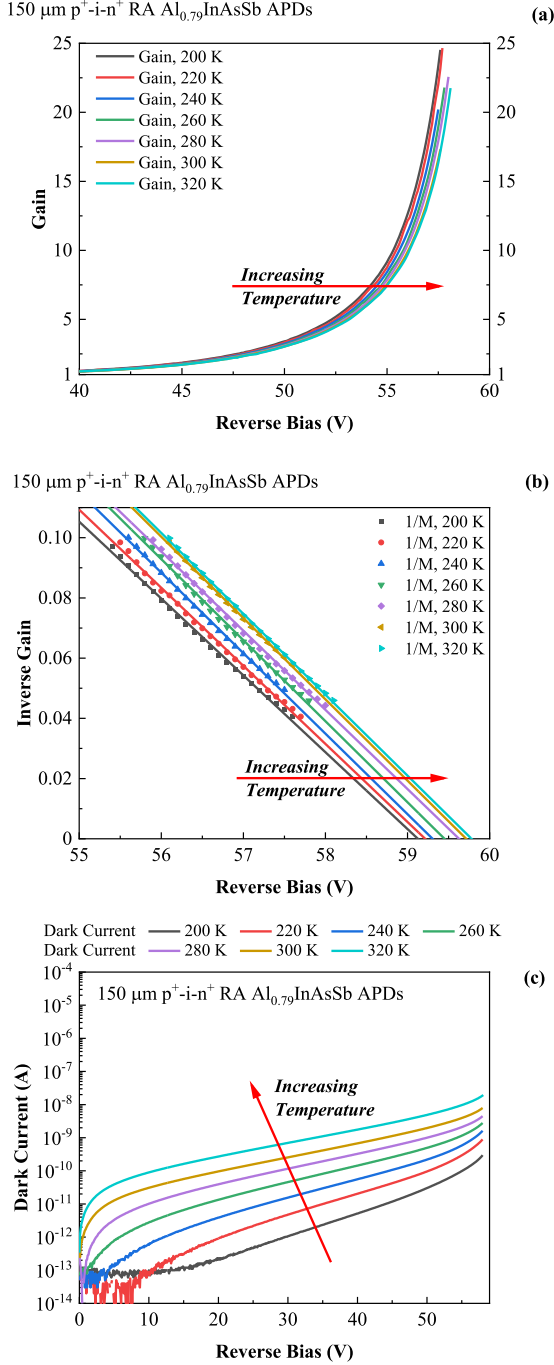 150 μm p⁺-i-n⁺ RA Al₀.₇₉InAsSb APDs
(a)
25
20
15
10
5
1
Gain
Gain, 200 K
Gain, 220 K
Gain, 240 K
Gain, 260 K
Gain, 280 K
Gain, 300 K
Gain, 320 K
Increasing
Temperature
25
20
15
10
5
1
40 45 50 55 60
Reverse Bias (V)
150 μm p⁺-i-n⁺ RA Al₀.₇₉InAsSb APDs
(b)
0.10
0.08
0.06
0.04
0.02
0
Inverse Gain
1/M, 200 K
1/M, 220 K
1/M, 240 K
1/M, 260 K
1/M, 280 K
1/M, 300 K
1/M, 320 K
Increasing
Temperature
55 56 57 58 59 60
Reverse Bias (V)
Dark Current 200 K 220 K 240 K 260 K
Dark Current 280 K 300 K 320 K
(c)
150 μm p⁺-i-n⁺ RA Al₀.₇₉InAsSb APDs
10⁻⁴
10⁻⁵
10⁻⁶
10⁻⁷
10⁻⁸
10⁻⁹
10⁻¹⁰
10⁻¹¹
10⁻¹²
10⁻¹³
10⁻¹⁴
Dark Current (A)
Increasing
Temperature
0 10 20 30 40 50
Reverse Bias (V)